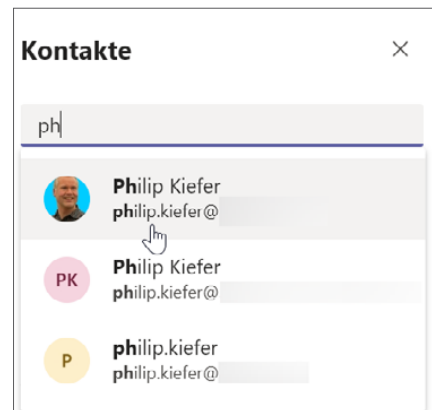 Kontakte
ph
Philip Kiefer
philip.kiefer@
PK
Philip Kiefer
philip.kiefer@
P
philip.kiefer
philip.kiefer@